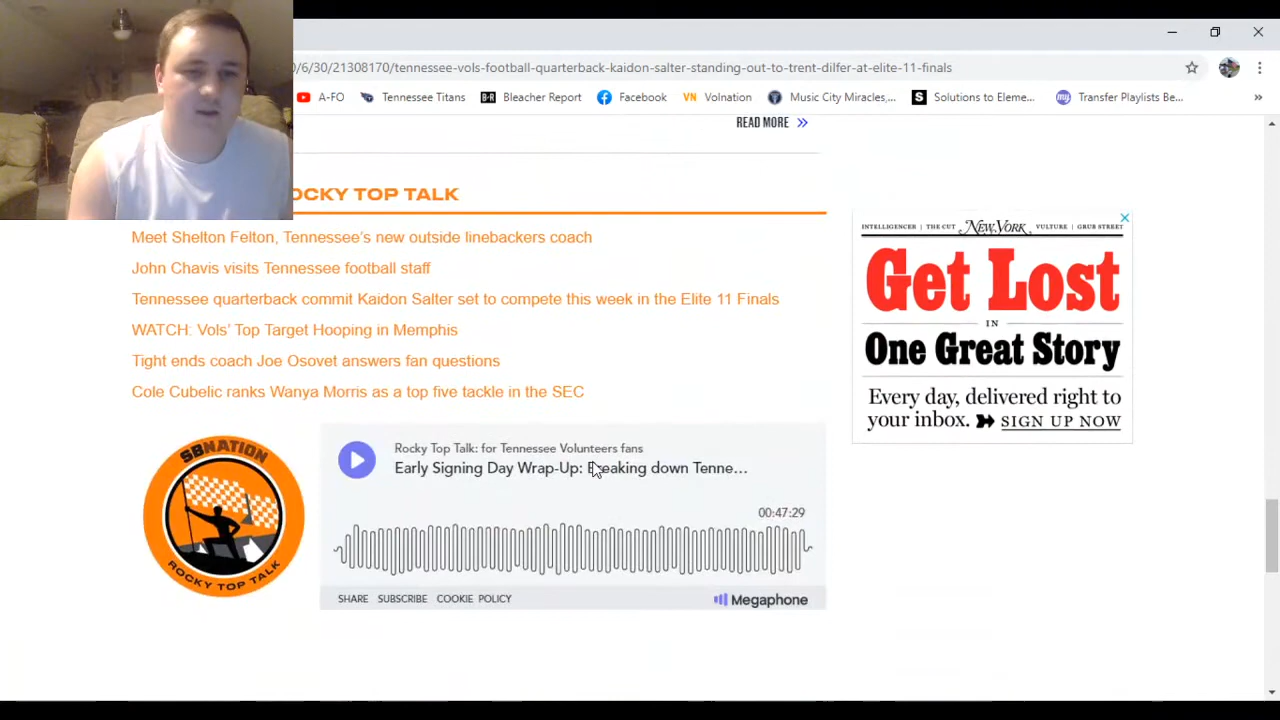 0/6/30/21308170/tennessee-vols-football-quarterback-kaidon-salter-standing-out-to-trent-dilfer-at-elite-11-finals
A-FO
Tennessee Titans
B·R Bleacher Report
Facebook
VN Volnation
Music City Miracles,...
S Solutions to Eleme...
my Transfer Playlists Be...
»
READ MORE »
OCKY TOP TALK
Meet Shelton Felton, Tennessee's new outside linebackers coach
John Chavis visits Tennessee football staff
Tennessee quarterback commit Kaidon Salter set to compete this week in the Elite 11 Finals
WATCH: Vols' Top Target Hooping in Memphis
Tight ends coach Joe Osovet answers fan questions
Cole Cubelic ranks Wanya Morris as a top five tackle in the SEC
SBNATION
ROCKY TOP TALK
Rocky Top Talk: for Tennessee Volunteers fans
Early Signing Day Wrap-Up: Breaking down Tenne...
00:47:29
SHARE SUBSCRIBE COOKIE POLICY
Megaphone
INTELLIGENCER | THE CUT NEW YORK VULTURE | GRUB STREET
Get Lost
IN
One Great Story
Every day, delivered right to
your inbox. SIGN UP NOW